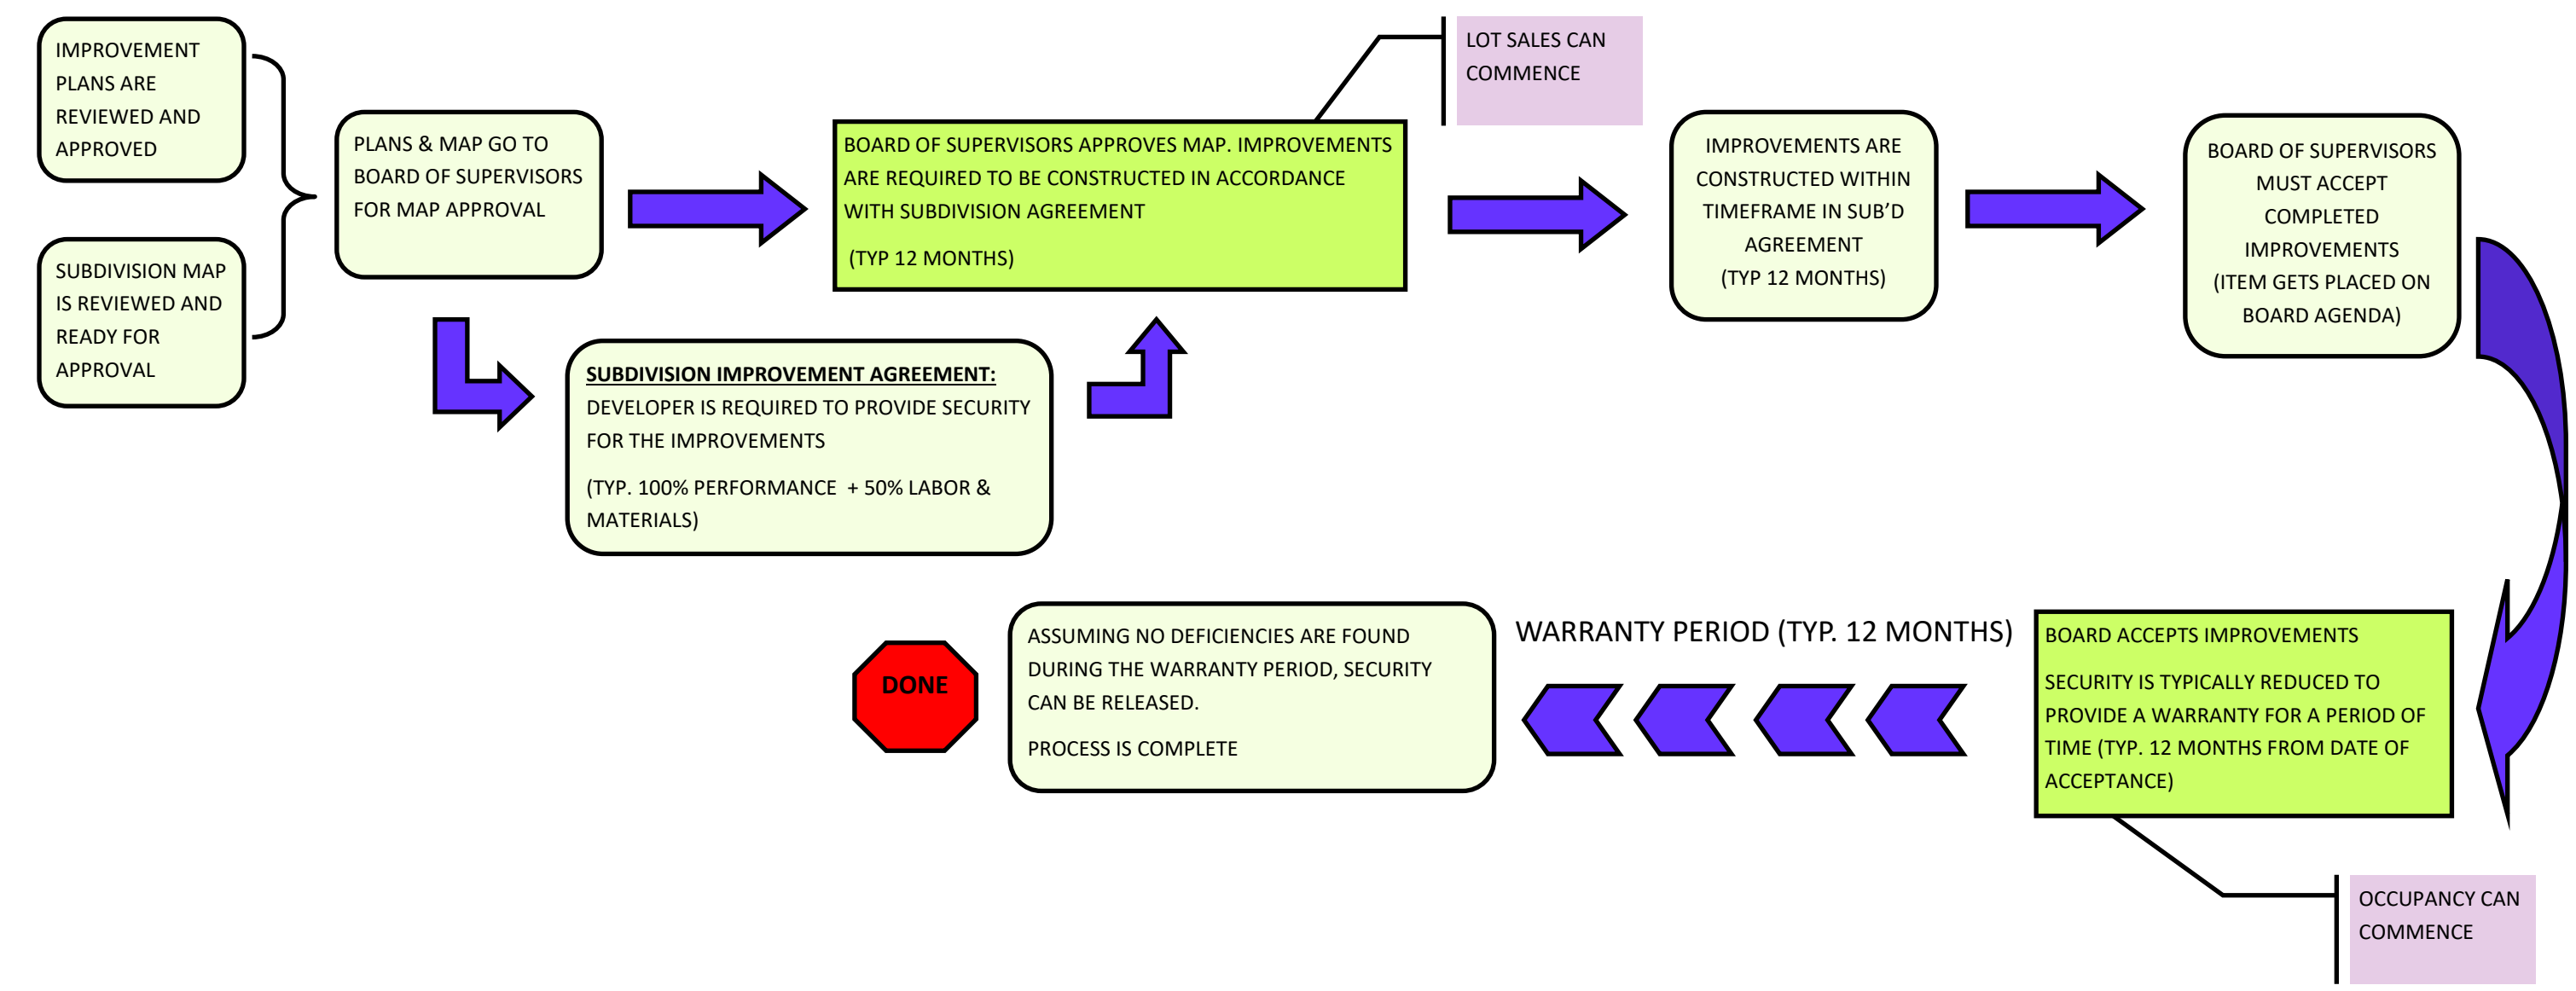 IMPROVEMENT
PLANS ARE
REVIEWED AND
APPROVED
SUBDIVISION MAP
IS REVIEWED AND
READY FOR
APPROVAL
PLANS & MAP GO TO
BOARD OF SUPERVISORS
FOR MAP APPROVAL
SUBDIVISION IMPROVEMENT AGREEMENT:
DEVELOPER IS REQUIRED TO PROVIDE SECURITY
FOR THE IMPROVEMENTS
(TYP. 100% PERFORMANCE + 50% LABOR &
MATERIALS)
BOARD OF SUPERVISORS APPROVES MAP. IMPROVEMENTS
ARE REQUIRED TO BE CONSTRUCTED IN ACCORDANCE
WITH SUBDIVISION AGREEMENT
(TYP 12 MONTHS)
LOT SALES CAN
COMMENCE
IMPROVEMENTS ARE
CONSTRUCTED WITHIN
TIMEFRAME IN SUB’D
AGREEMENT
(TYP 12 MONTHS)
BOARD OF SUPERVISORS
MUST ACCEPT
COMPLETED
IMPROVEMENTS
(ITEM GETS PLACED ON
BOARD AGENDA)
BOARD ACCEPTS IMPROVEMENTS
SECURITY IS TYPICALLY REDUCED TO
PROVIDE A WARRANTY FOR A PERIOD OF
TIME (TYP. 12 MONTHS FROM DATE OF
ACCEPTANCE)
OCCUPANCY CAN
COMMENCE
WARRANTY PERIOD (TYP. 12 MONTHS)
ASSUMING NO DEFICIENCIES ARE FOUND
DURING THE WARRANTY PERIOD, SECURITY
CAN BE RELEASED.
PROCESS IS COMPLETE
DONE